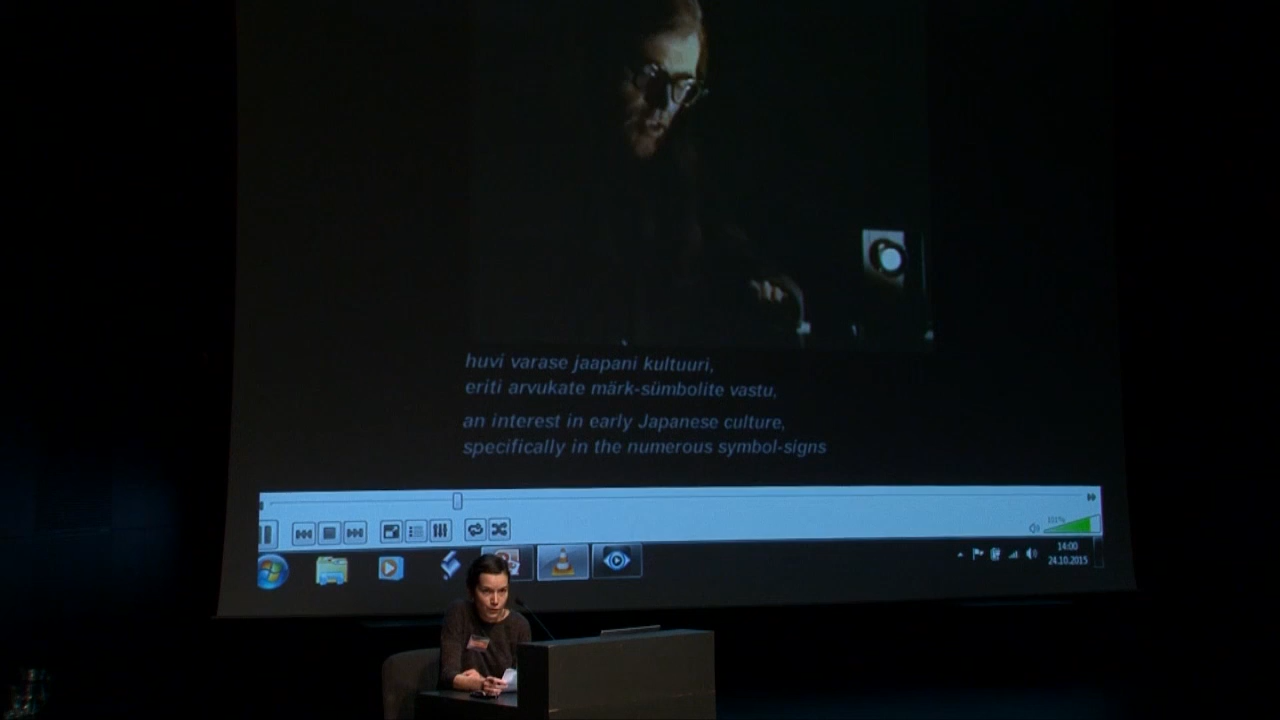 huvi varase jaapani kultuuri,
eriti arvukate märk-sümbolite vastu,
an interest in early Japanese culture,
specifically in the numerous symbol-signs
111%
14:00
24.10.2015